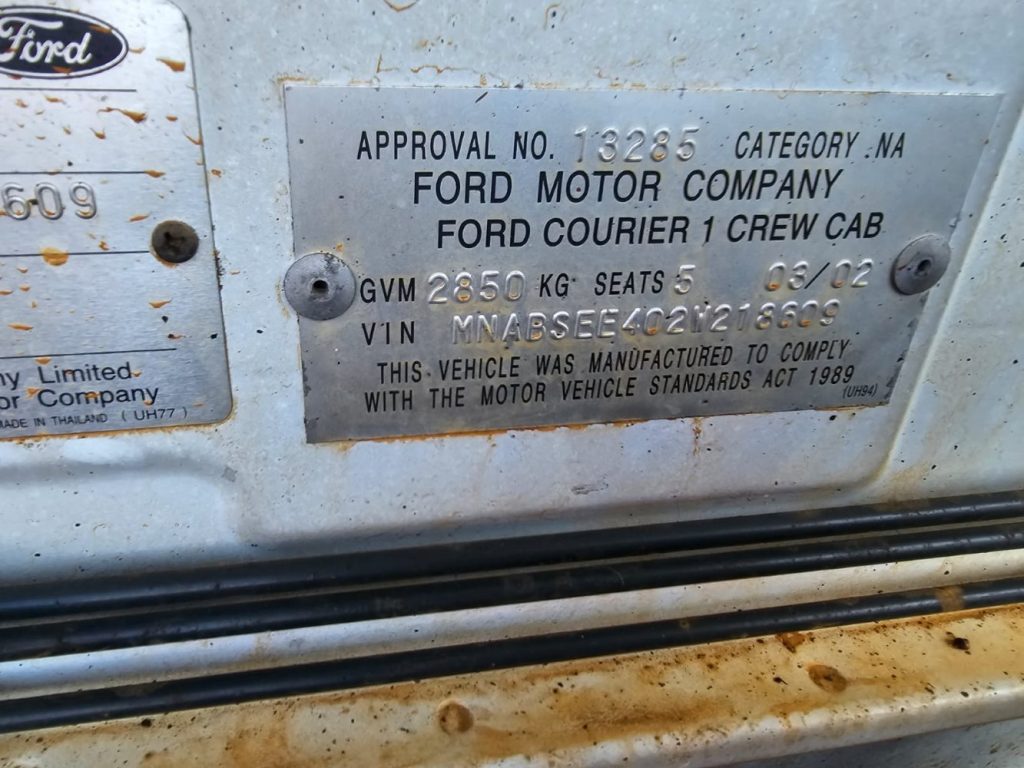 Ford
609
ny Limited
or Company
MADE IN THAILAND ( UH77 )
APPROVAL NO. 13285 CATEGORY .NA
FORD MOTOR COMPANY
FORD COURIER 1 CREW CAB
GVM 2850 KG SEATS 5 03/02
VIN MNABSEE402W218609
THIS VEHICLE WAS MANUFACTURED TO COMPLY
WITH THE MOTOR VEHICLE STANDARDS ACT 1989
(UH94)